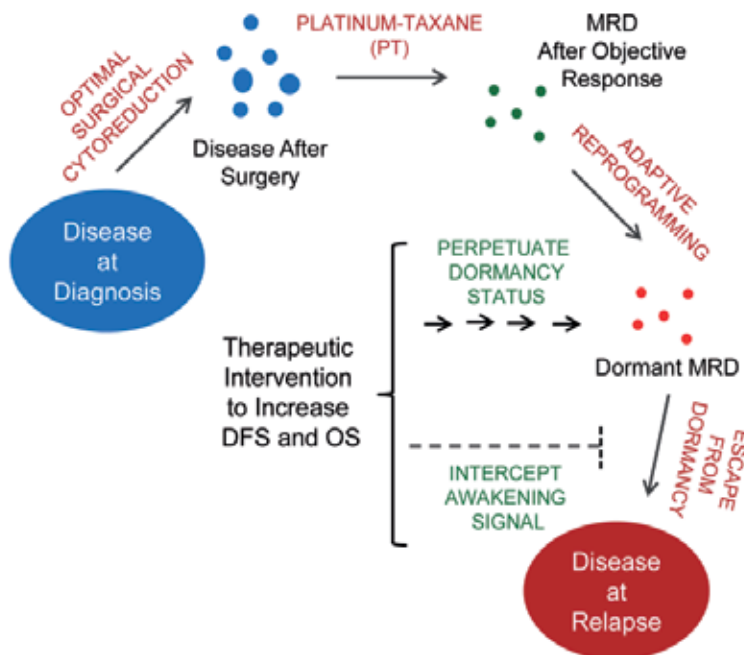 OPTIMAL
SURGICAL
CYTOREDUCTION
PLATINUM-TAXANE
(PT)
MRD
After Objective
Response
Disease After
Surgery
Disease
at
Diagnosis
ADAPTIVE
REPROGRAMMING
PERPETUATE
DORMANCY
STATUS
Therapeutic
Intervention
to Increase
DFS and OS
Dormant MRD
ESCAPE
FROM
DORMANCY
INTERCEPT
AWAKENING
SIGNAL
Disease
at
Relapse